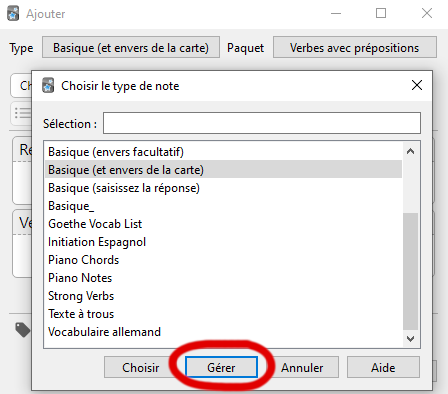 Ajouter
Type Basique (et envers de la carte) Paquet Verbes avec prépositions
Ch
Choisir le type de note
Sélection :
Re
Basique (envers facultatif)
Basique (et envers de la carte)
Basique (saisissez la réponse)
Basique_
Goethe Vocab List
Ve
Initiation Espagnol
Piano Chords
Piano Notes
Strong Verbs
Texte à trous
Vocabulaire allemand
Choisir Gérer Annuler Aide